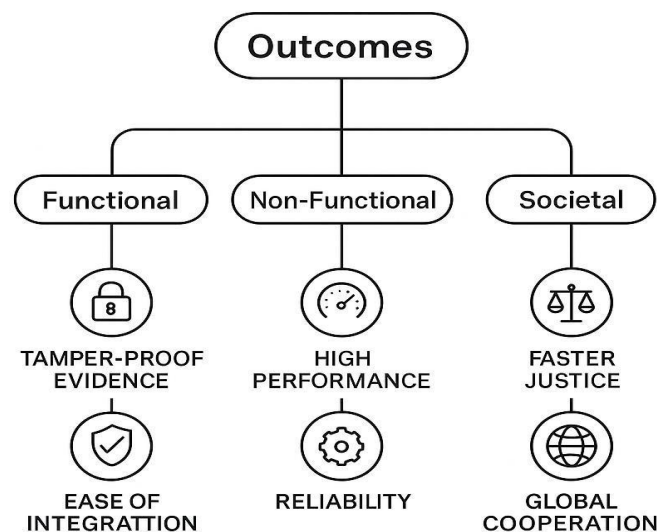 Outcomes
Functional
Non-Functional
Societal
8
TAMPER-PROOF
EVIDENCE
HIGH
PERFORMANCE
FASTER
JUSTICE
EASE OF
INTEGRATTION
RELIABILITY
GLOBAL
COOPERATION